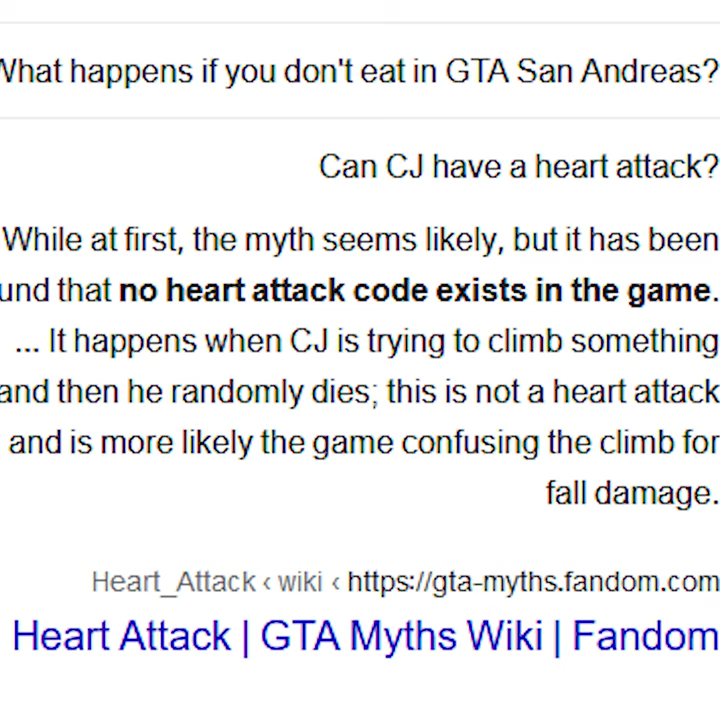 What happens if you don't eat in GTA San Andreas?
Can CJ have a heart attack?
While at first, the myth seems likely, but it has been
und that no heart attack code exists in the game.
... It happens when CJ is trying to climb something
and then he randomly dies; this is not a heart attack
and is more likely the game confusing the climb for
fall damage.
Heart_Attack ‹ wiki ‹ https://gta-myths.fandom.com
Heart Attack | GTA Myths Wiki | Fandom